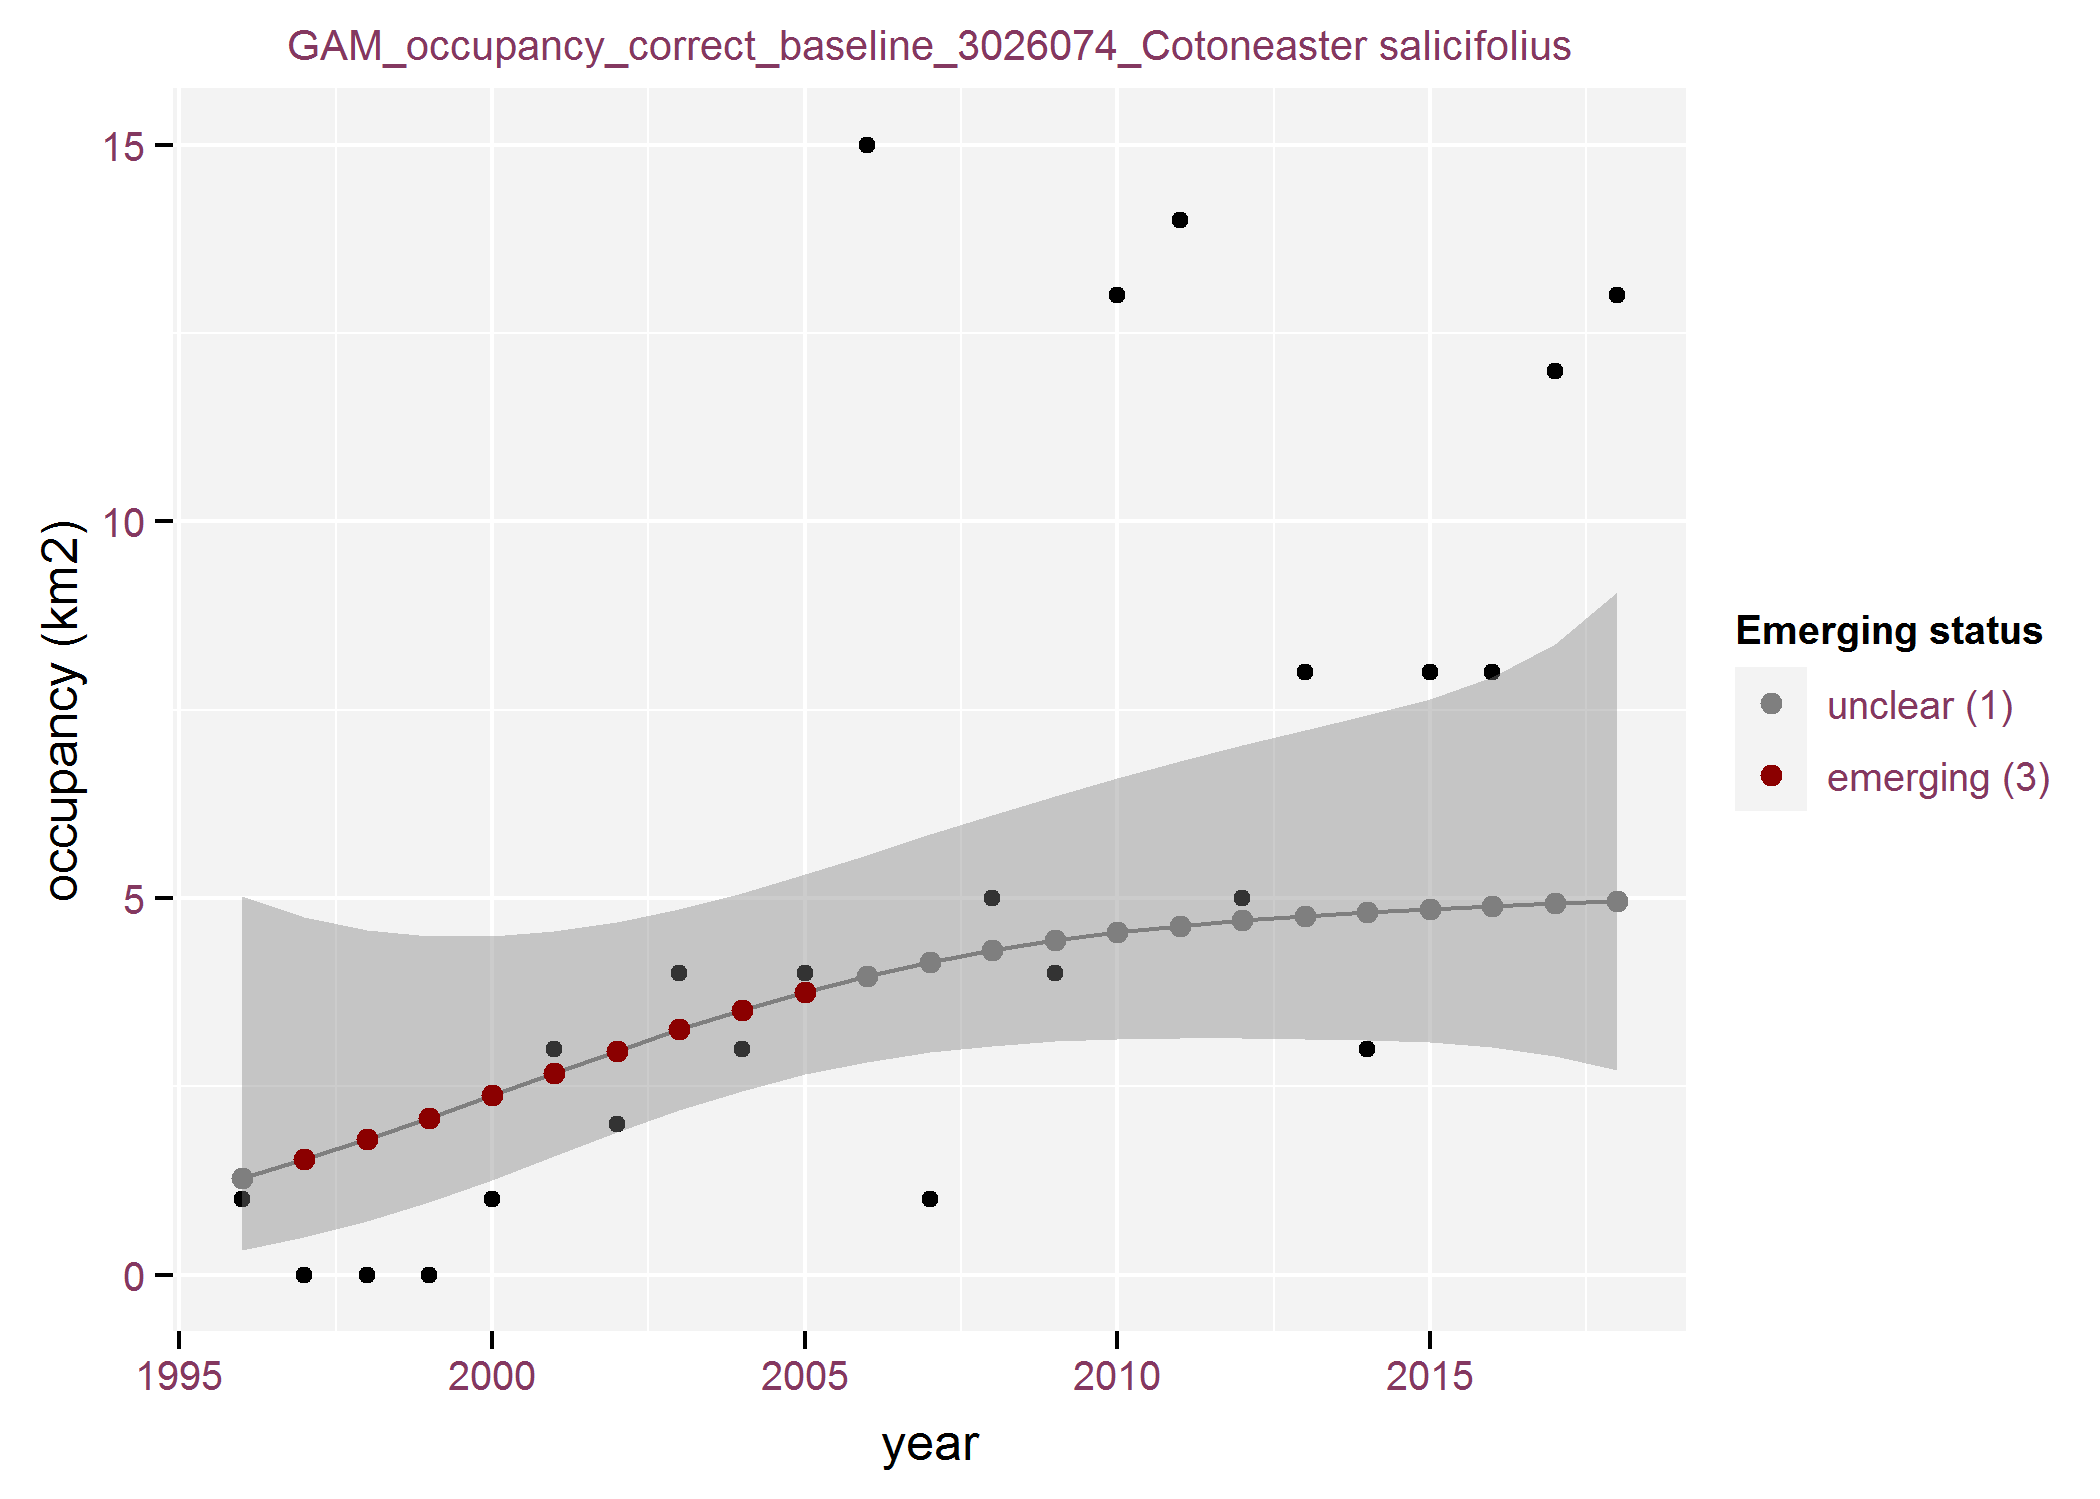 GAM_occupancy_correct_baseline_3026074_Cotoneaster salicifolius
15
10
5
0
occupancy (km2)
1995 2000 2005 2010 2015
year
Emerging status
unclear (1)
emerging (3)